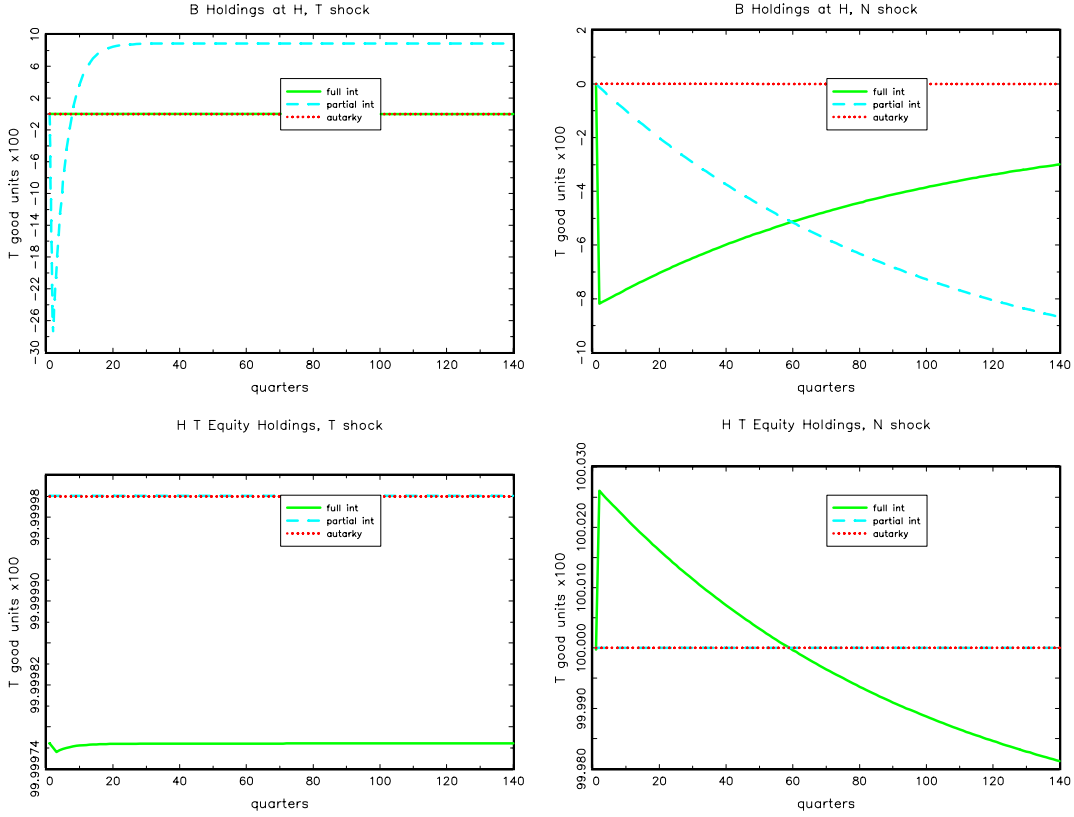 B Holdings at H, T shock
T good units x100
10
6
2
-2
-6
-10
-14
-18
-22
-26
-30
full int
partial int
autarky
0
20
40
60
80
100
120
140
quarters
B Holdings at H, N shock
T good units x100
2
0
-2
-4
-6
-8
-10
full int
partial int
autarky
0
20
40
60
80
100
120
140
quarters
H T Equity Holdings, T shock
T good units x100
99.99998
99.99990
99.99982
99.99974
full int
partial int
autarky
0
20
40
60
80
100
120
140
quarters
H T Equity Holdings, N shock
T good units x100
100.030
100.020
100.010
100.000
99.990
99.980
full int
partial int
autarky
0
20
40
60
80
100
120
140
quarters